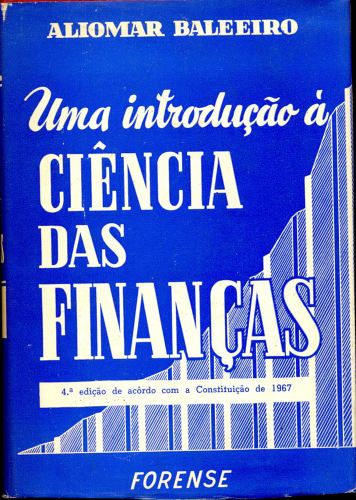 ALIOMAR BALEEIRO
Uma introdução à
CIÊNCIA
DAS
FINANÇAS
4.ª edição de acôrdo com a Constituição de 1967
FORENSE